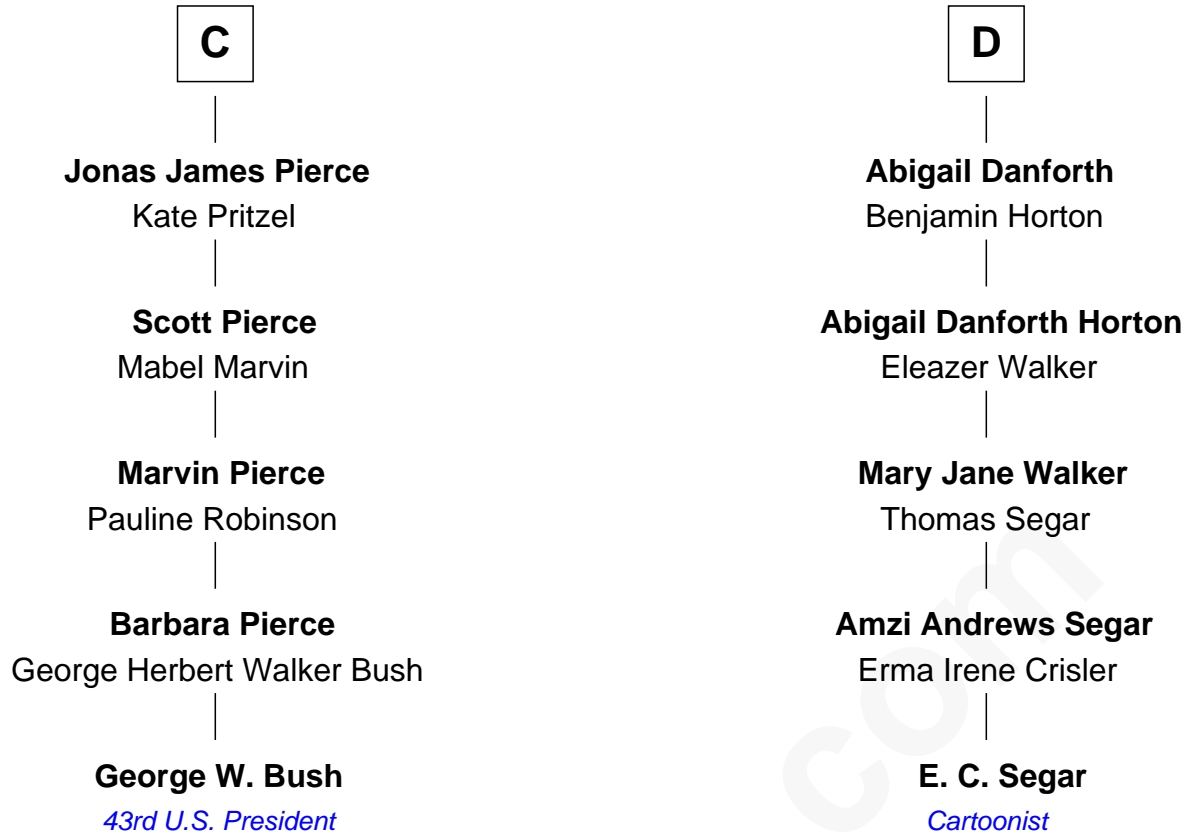 C
Jonas James Pierce
Kate Pritzel
Scott Pierce
Mabel Marvin
Marvin Pierce
Pauline Robinson
Barbara Pierce
George Herbert Walker Bush
George W. Bush
43rd U.S. President
D
Abigail Danforth
Benjamin Horton
Abigail Danforth Horton
Eleazer Walker
Mary Jane Walker
Thomas Segar
Amzi Andrews Segar
Erma Irene Crisler
E. C. Segar
Cartoonist
com